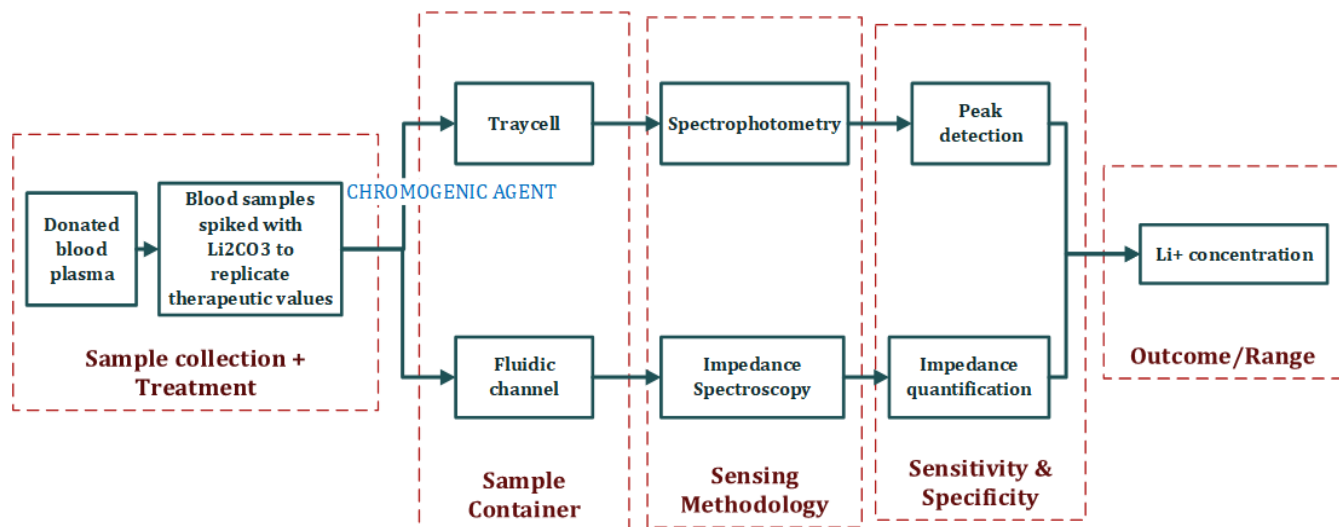 Donated
blood
plasma
Blood samples
spiked with
Li2CO3 to
replicate
therapeutic values
Sample collection +
Treatment
CHROMOGENIC AGENT
Traycell
Fluidic
channel
Sample
Container
Spectrophotometry
Impedance
Spectroscopy
Sensing
Methodology
Peak
detection
Impedance
quantification
Sensitivity &
Specificity
Li+ concentration
Outcome/Range